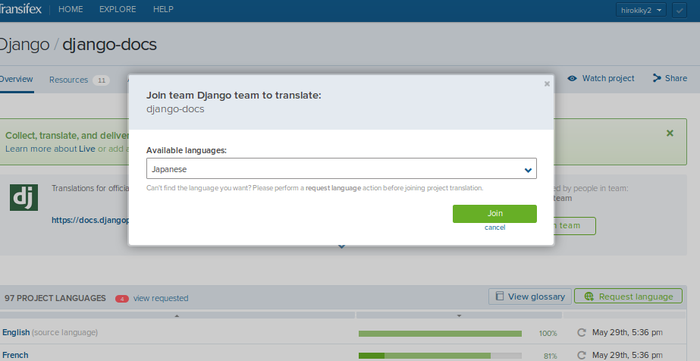 Transifex HOME EXPLORE HELP hirokiky2
Django / django-docs
Overview Resources 11 Watch project Share
Join team Django team to translate:
django-docs
Collect, translate, and deliver
Learn more about Live or add a
Available languages:
Japanese
Can't find the language you want? Please perform a request language action before joining project translation.
Join
cancel
dj
Translations for officia
https://docs.djangop
ed by people in team:
team
team
97 PROJECT LANGUAGES 4 view requested View glossary Request language
English (source language) 100% May 29th, 5:36 pm
French 81% May 29th, 5:36 pm